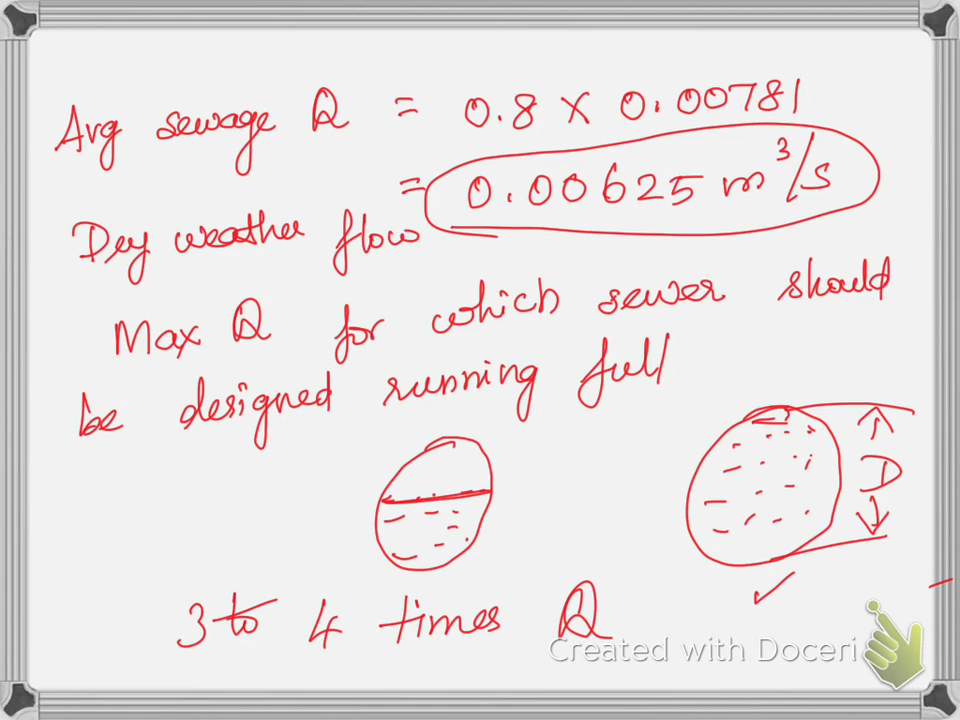 Avg sewage Q = 0.8 X 0.00781
= 0.00625 m³/s
Dry weather flow
Max Q for which sewer should
be designed running full
D
3 to 4 times Q
Created with Doceri